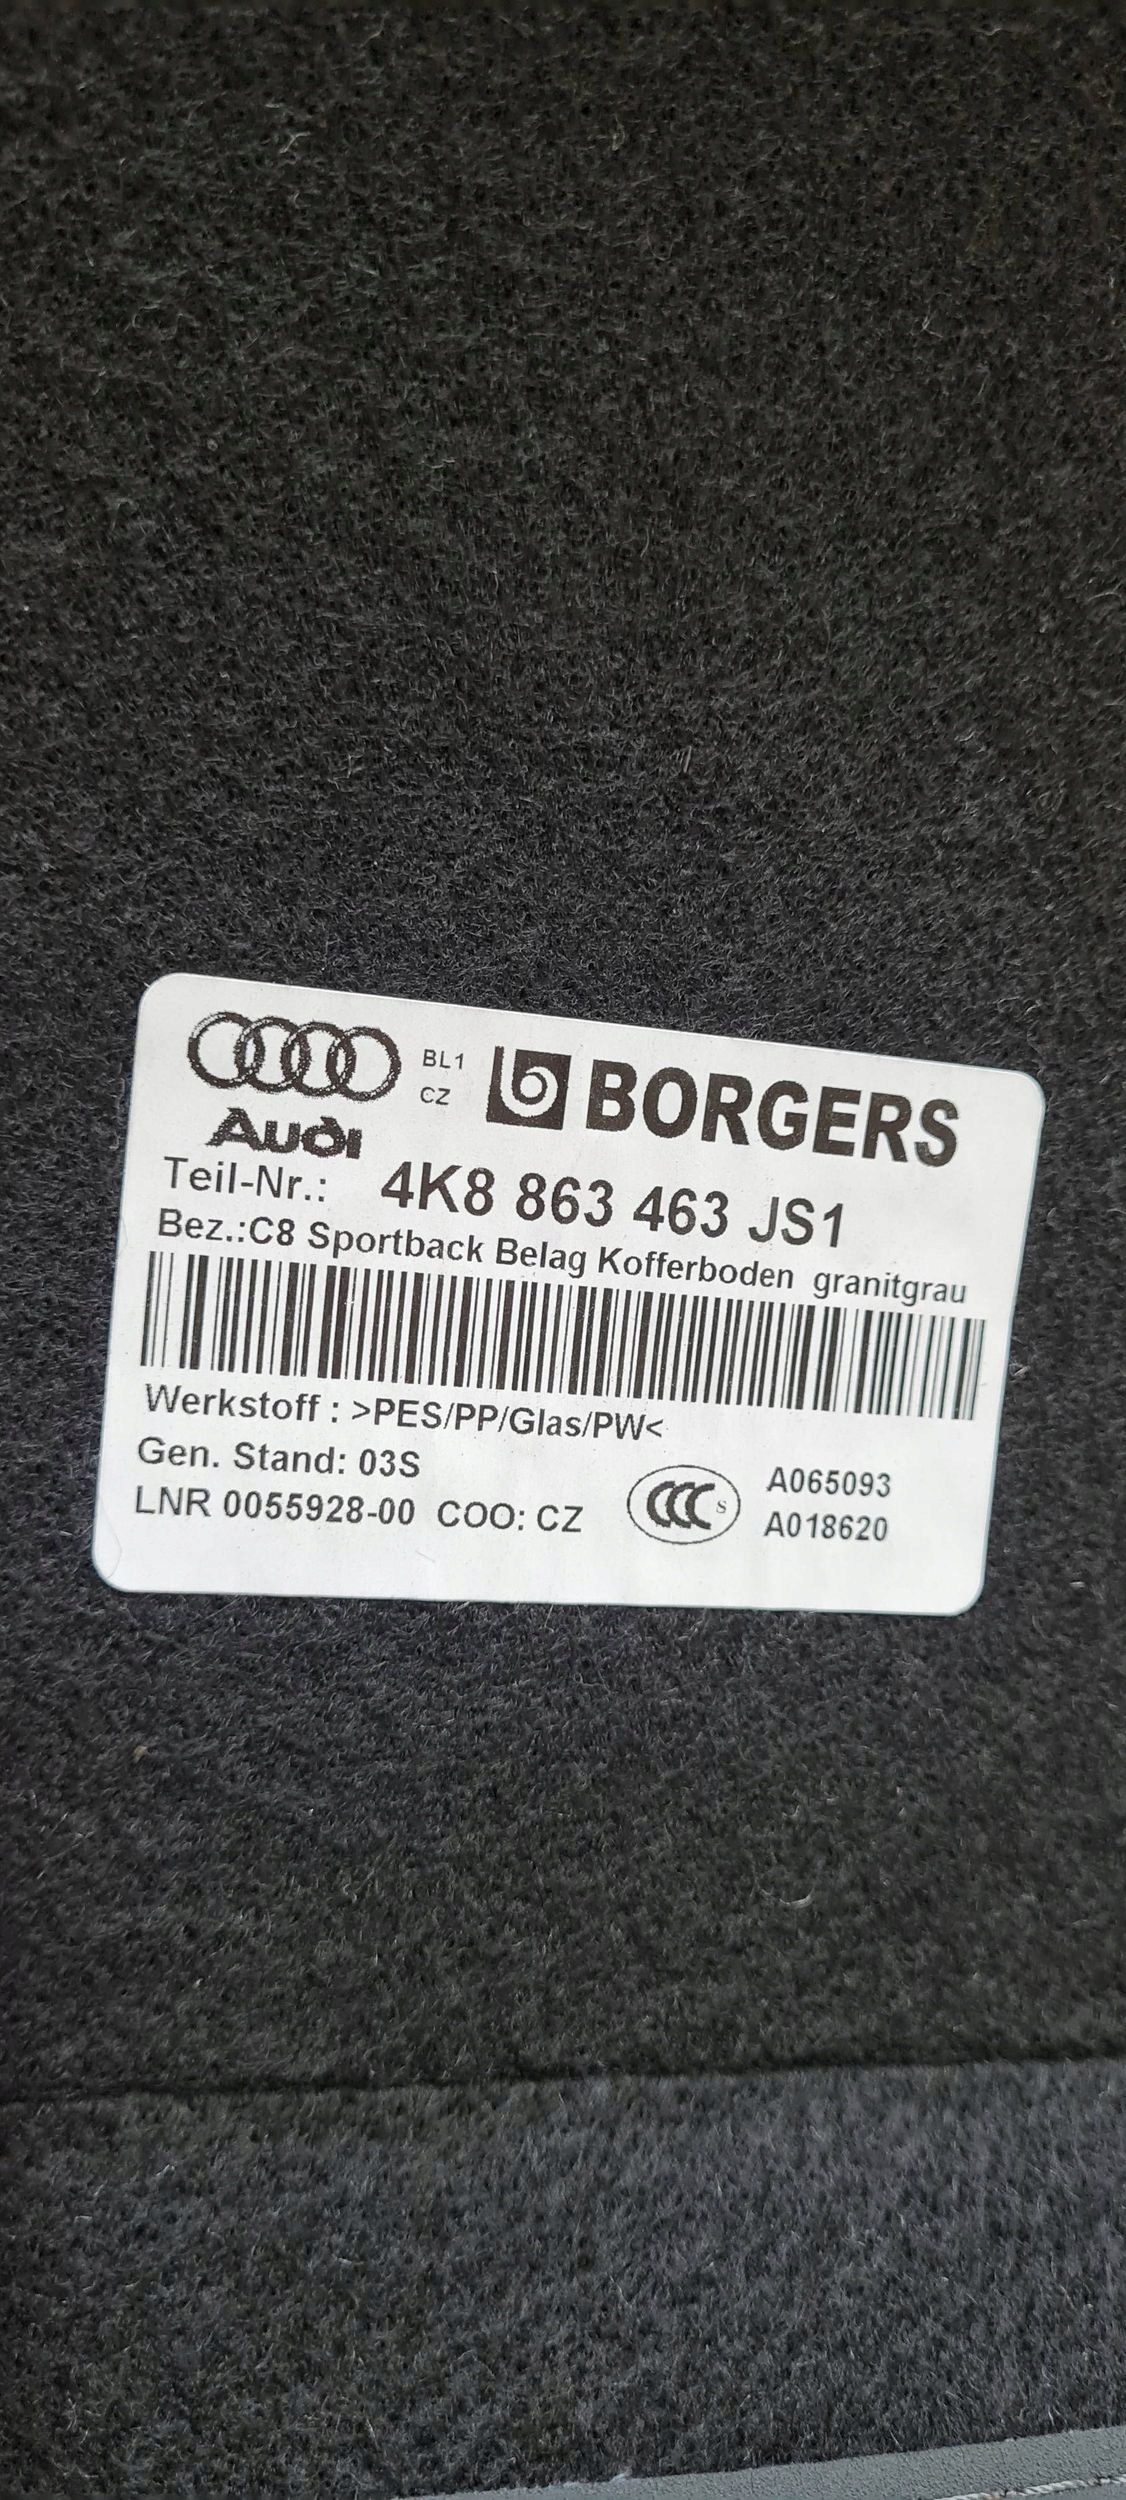 BL1
CZ
BORGERS
Audi
Teil-Nr.: 4K8 863 463 JS1
Bez.:C8 Sportback Belag Kofferboden granitgrau
Werkstoff : >PES/PP/Glas/PW<
Gen. Stand: 03S
LNR 0055928-00 COO: CZ
CCC S
A065093
A018620